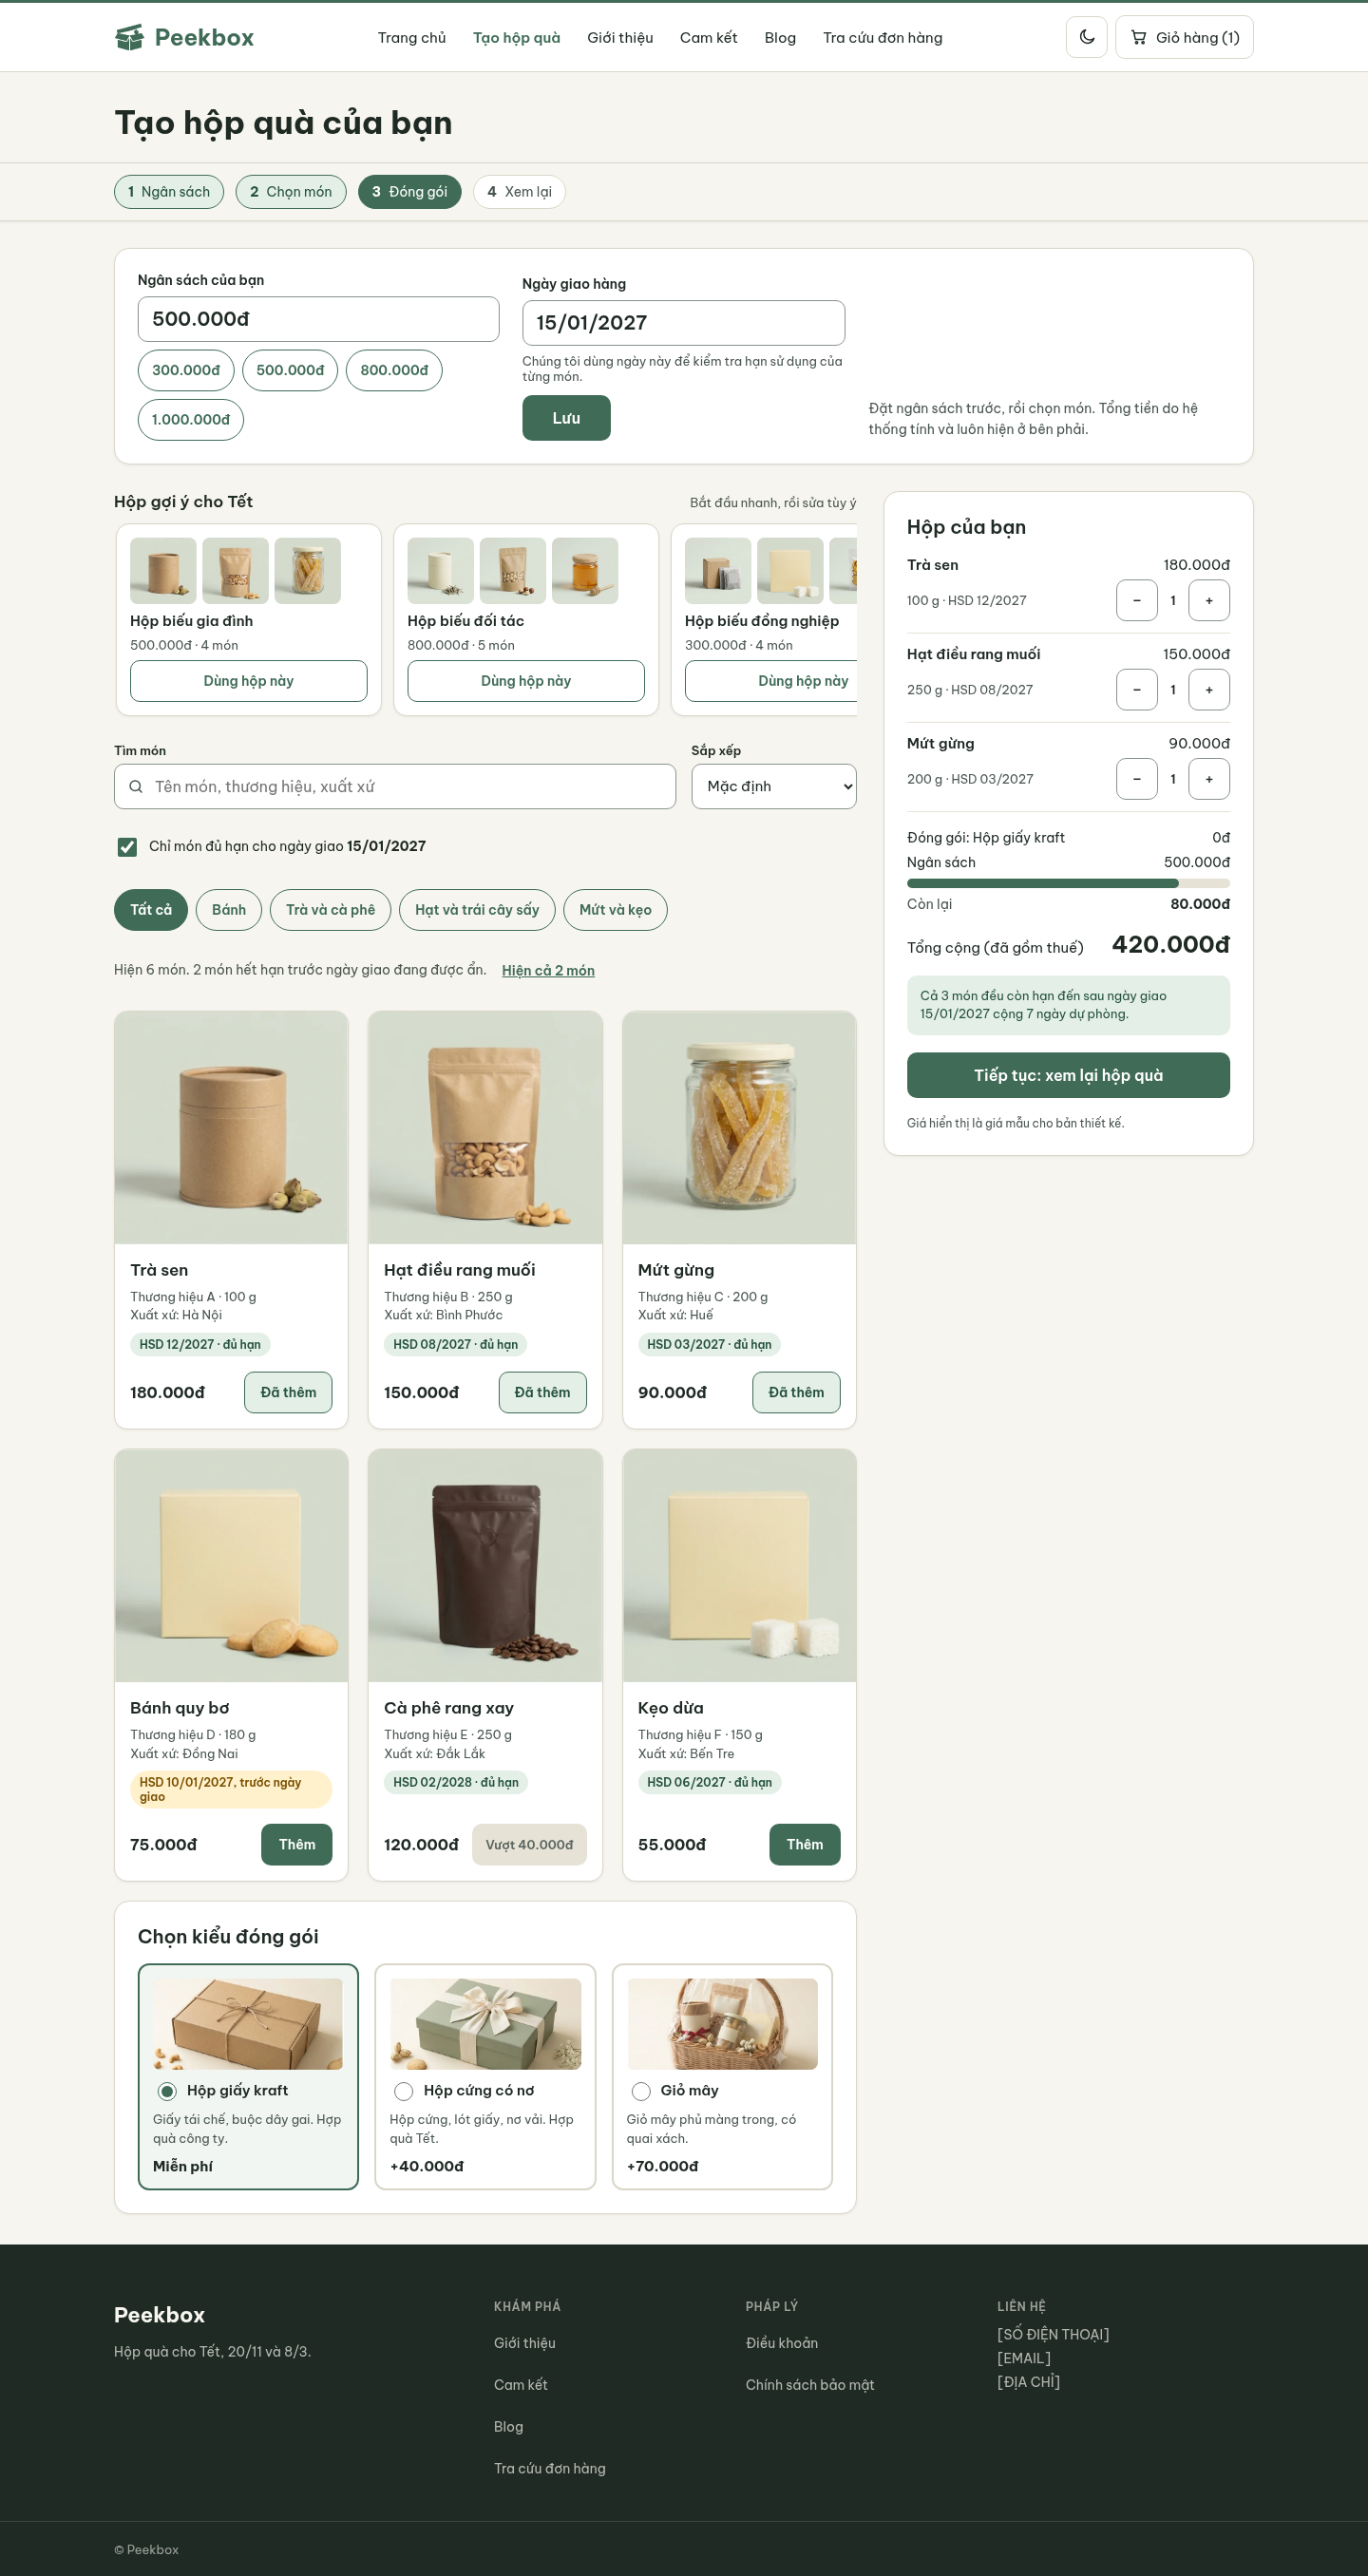 Peekbox
Trang chủ
Tạo hộp quà
Giới thiệu
Cam kết
Blog
Tra cứu đơn hàng
Giỏ hàng (1)
Tạo hộp quà của bạn
1 Ngân sách
2 Chọn món
3 Đóng gói
4 Xem lại
Ngân sách của bạn
500.000đ
300.000đ
500.000đ
800.000đ
1.000.000đ
Ngày giao hàng
15/01/2027
Chúng tôi dùng ngày này để kiểm tra hạn sử dụng của
từng món.
Lưu
Đặt ngân sách trước, rồi chọn món. Tổng tiền do hệ
thống tính và luôn hiện ở bên phải.
Hộp gợi ý cho Tết
Bắt đầu nhanh, rồi sửa tùy ý
Hộp biếu gia đình
500.000đ · 4 món
Dùng hộp này
Hộp biếu đối tác
800.000đ · 5 món
Dùng hộp này
Hộp biếu đồng nghiệp
300.000đ · 4 món
Dùng hộp này
Tìm món
Tên món, thương hiệu, xuất xứ
Sắp xếp
Mặc định
Chỉ món đủ hạn cho ngày giao 15/01/2027
Tất cả
Bánh
Trà và cà phê
Hạt và trái cây sấy
Mứt và kẹo
Hiện 6 món. 2 món hết hạn trước ngày giao đang được ẩn.
Hiện cả 2 món
Trà sen
Thương hiệu A · 100 g
Xuất xứ: Hà Nội
HSD 12/2027 · đủ hạn
180.000đ
Đã thêm
Hạt điều rang muối
Thương hiệu B · 250 g
Xuất xứ: Bình Phước
HSD 08/2027 · đủ hạn
150.000đ
Đã thêm
Mứt gừng
Thương hiệu C · 200 g
Xuất xứ: Huế
HSD 03/2027 · đủ hạn
90.000đ
Đã thêm
Bánh quy bơ
Thương hiệu D · 180 g
Xuất xứ: Đồng Nai
HSD 10/01/2027, trước ngày
giao
75.000đ
Thêm
Cà phê rang xay
Thương hiệu E · 250 g
Xuất xứ: Đắk Lắk
HSD 02/2028 · đủ hạn
120.000đ
Vượt 40.000đ
Kẹo dừa
Thương hiệu F · 150 g
Xuất xứ: Bến Tre
HSD 06/2027 · đủ hạn
55.000đ
Thêm
Chọn kiểu đóng gói
Hộp giấy kraft
Giấy tái chế, buộc dây gai. Hợp
quà công ty.
Miễn phí
Hộp cứng có nơ
Hộp cứng, lót giấy, nơ vải. Hợp
quà Tết.
+40.000đ
Giỏ mây
Giỏ mây phủ màng trong, có
quai xách.
+70.000đ
Hộp của bạn
Trà sen 180.000đ
100 g · HSD 12/2027 − 1 +
Hạt điều rang muối 150.000đ
250 g · HSD 08/2027 − 1 +
Mứt gừng 90.000đ
200 g · HSD 03/2027 − 1 +
Đóng gói: Hộp giấy kraft 0đ
Ngân sách 500.000đ
Còn lại 80.000đ
Tổng cộng (đã gồm thuế) 420.000đ
Cả 3 món đều còn hạn đến sau ngày giao
15/01/2027 cộng 7 ngày dự phòng.
Tiếp tục: xem lại hộp quà
Giá hiển thị là giá mẫu cho bản thiết kế.
Peekbox
Hộp quà cho Tết, 20/11 và 8/3.
KHÁM PHÁ
Giới thiệu
Cam kết
Blog
Tra cứu đơn hàng
PHÁP LÝ
Điều khoản
Chính sách bảo mật
LIÊN HỆ
[SỐ ĐIỆN THOẠI]
[EMAIL]
[ĐỊA CHỈ]
© Peekbox